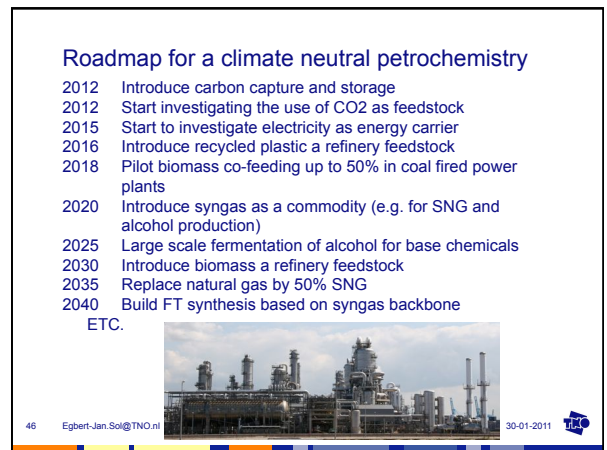 Roadmap for a climate neutral petrochemistry
2012 Introduce carbon capture and storage
2012 Start investigating the use of CO2 as feedstock
2015 Start to investigate electricity as energy carrier
2016 Introduce recycled plastic a refinery feedstock
2018 Pilot biomass co-feeding up to 50% in coal fired power
plants
2020 Introduce syngas as a commodity (e.g. for SNG and
alcohol production)
2025 Large scale fermentation of alcohol for base chemicals
2030 Introduce biomass a refinery feedstock
2035 Replace natural gas by 50% SNG
2040 Build FT synthesis based on syngas backbone
ETC.
46 Egbert-Jan.Sol@TNO.nl 30-01-2011 TNO